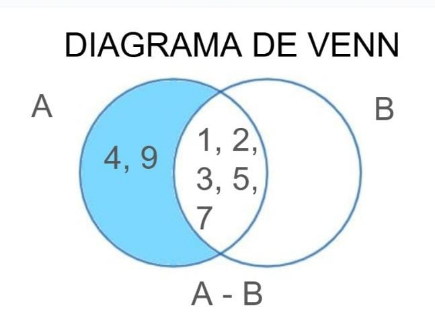 DIAGRAMA DE VENN
A
B
4, 9
1, 2,
3, 5,
7
A - B